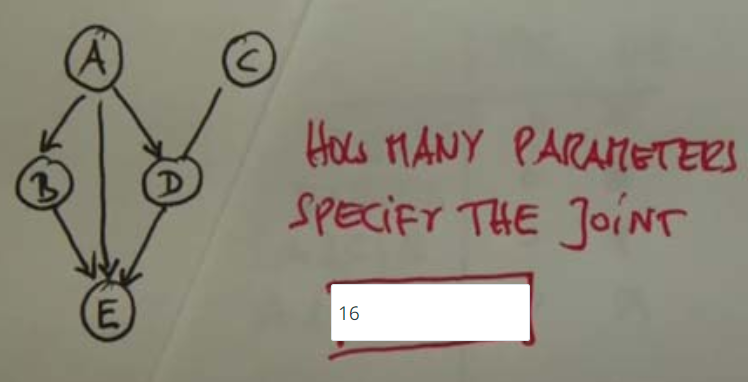 A
C
HOW MANY PARAMETERS
B
D
SPECIFY THE JOINT
E
16